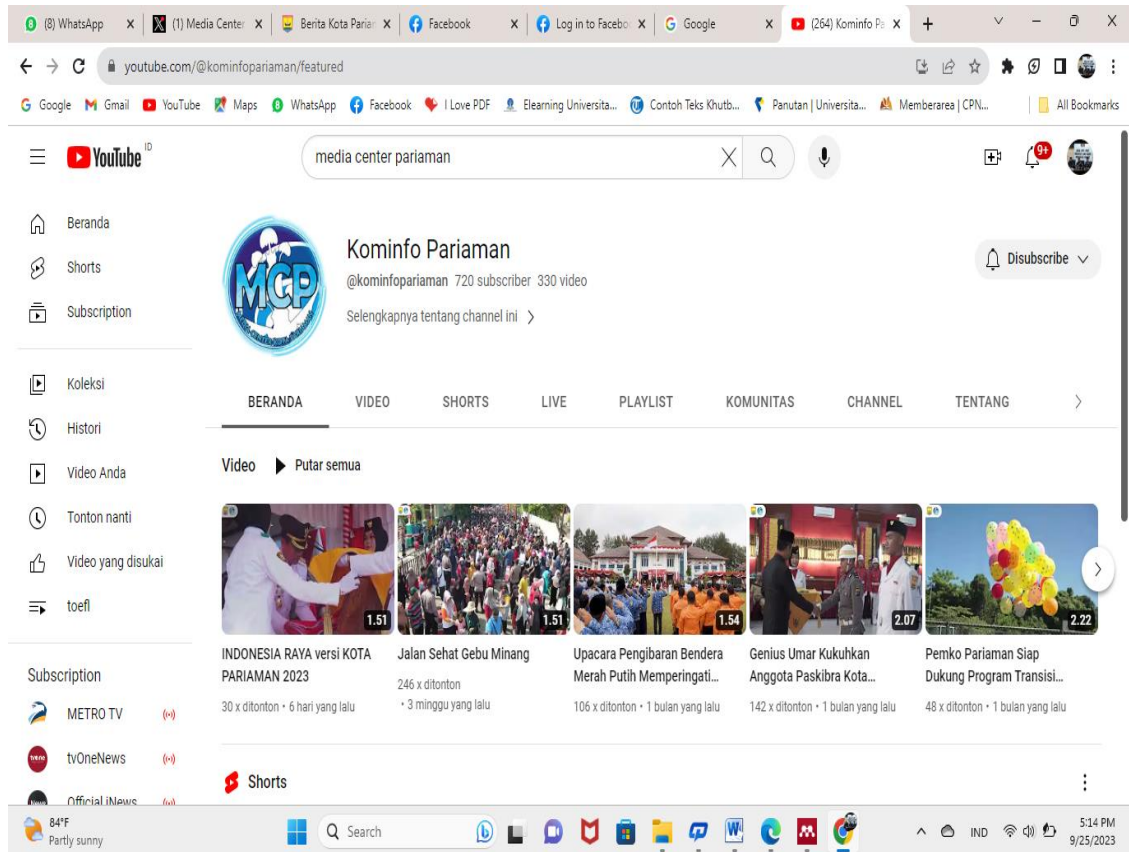 (8) WhatsApp
(1) Media Center
Berita Kota Pariar
Facebook
Log in to Facebo
Google
(264) Kominfo Pa
youtube.com/@kominfopariaman/featured
Google
Gmail
YouTube
Maps
WhatsApp
Facebook
I Love PDF
Elearning Universita...
Contoh Teks Khutb...
Panutan | Universita...
Memberarea | CPN...
All Bookmarks
YouTube ID
media center pariaman
9+
Beranda
Shorts
Subscription
Koleksi
Histori
Video Anda
Tonton nanti
Video yang disukai
toefl
Subscription
METRO TV
tvOneNews
Official iNews
MCP
Kominfo Pariaman
@kominfopariaman 720 subscriber 330 video
Selengkapnya tentang channel ini
Disubscribe
BERANDA
VIDEO
SHORTS
LIVE
PLAYLIST
KOMUNITAS
CHANNEL
TENTANG
Video
Putar semua
1.51
INDONESIA RAYA versi KOTA
PARIAMAN 2023
30 x ditonton • 6 hari yang lalu
1.51
Jalan Sehat Gebu Minang
246 x ditonton
• 3 minggu yang lalu
1.54
Upacara Pengibaran Bendera
Merah Putih Memperingati...
106 x ditonton • 1 bulan yang lalu
2.07
Genius Umar Kukuhkan
Anggota Paskibra Kota...
142 x ditonton • 1 bulan yang lalu
2.22
Pemko Pariaman Siap
Dukung Program Transisi...
48 x ditonton • 1 bulan yang lalu
Shorts
84°F
Partly sunny
Search
IND
5:14 PM
9/25/2023